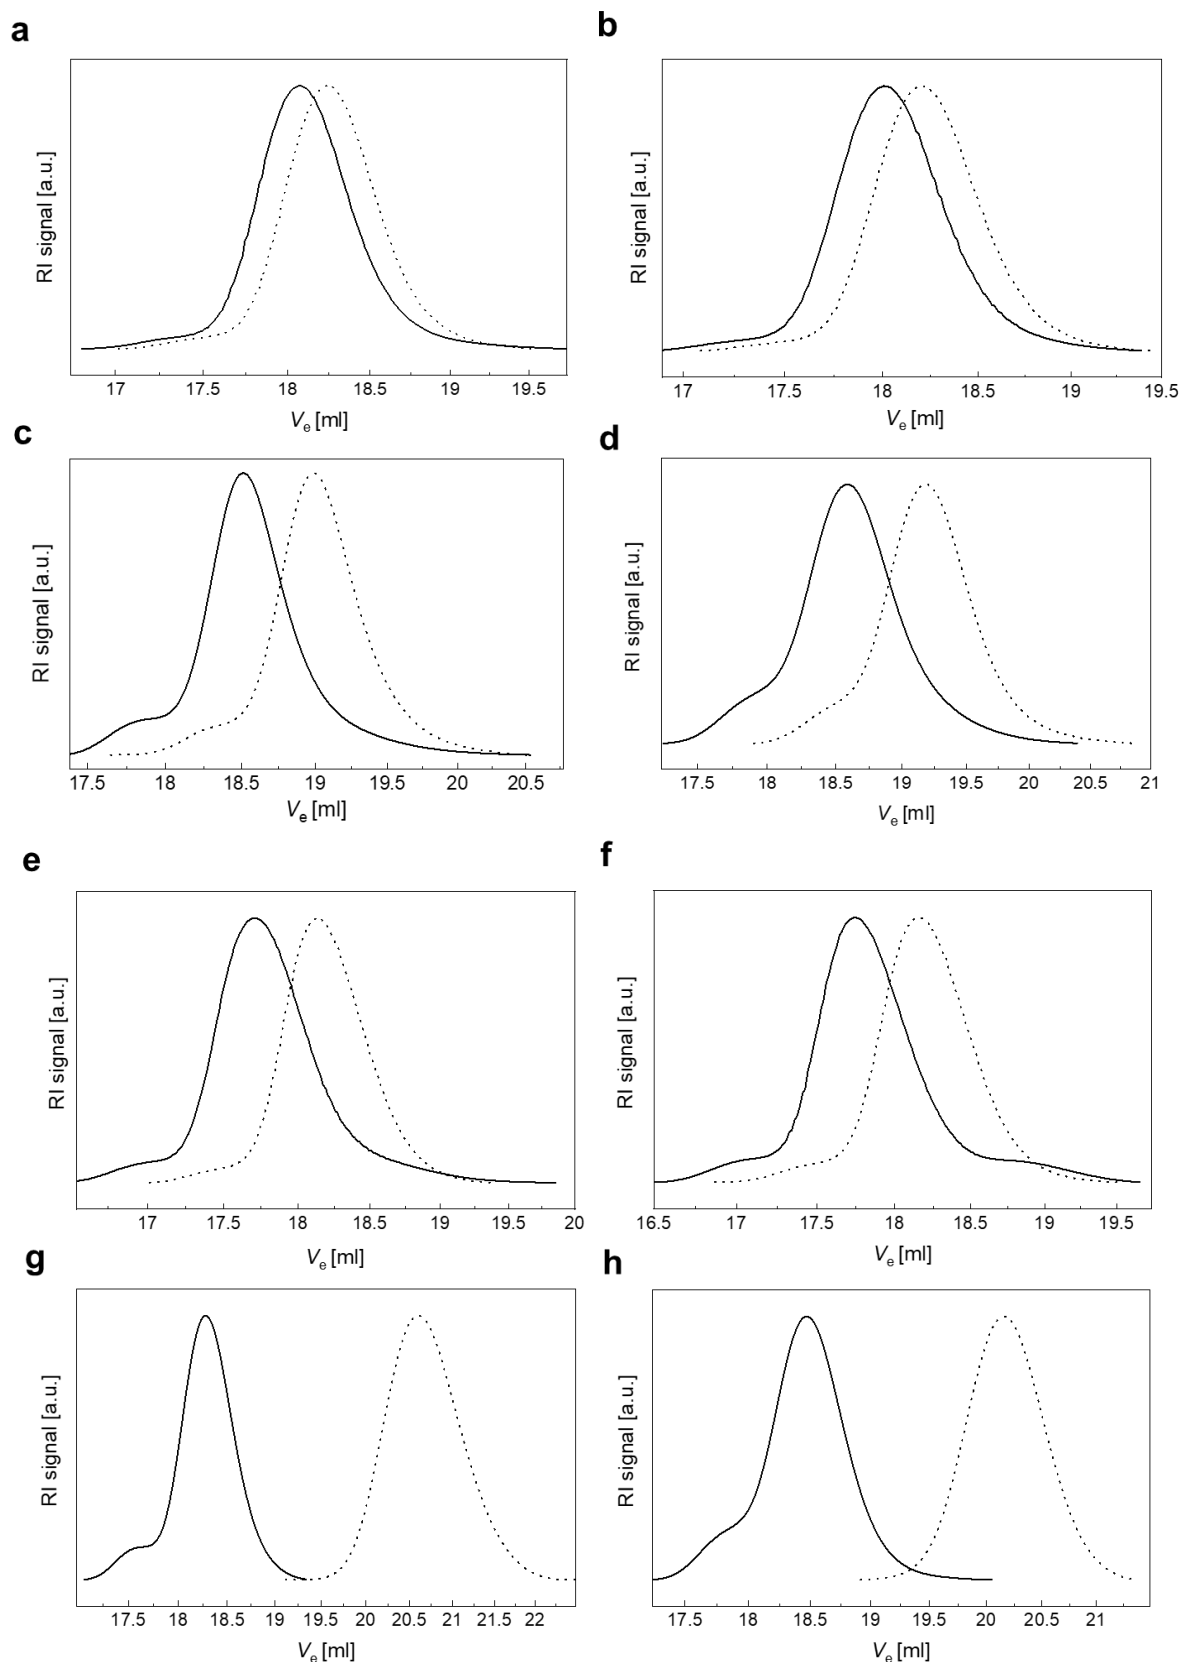 a
RI signal [a.u.]
17 17.5 18 18.5 19 19.5
Ve [ml]
b
RI signal [a.u.]
17 17.5 18 18.5 19 19.5
Ve [ml]
c
RI signal [a.u.]
17.5 18 18.5 19 19.5 20 20.5
Ve [ml]
d
RI signal [a.u.]
17.5 18 18.5 19 19.5 20 20.5 21
Ve [ml]
e
RI signal [a.u.]
17 17.5 18 18.5 19 19.5 20
Ve [ml]
f
RI signal [a.u.]
16.5 17 17.5 18 18.5 19 19.5
Ve [ml]
g
RI signal [a.u.]
17.5 18 18.5 19 19.5 20 20.5 21 21.5 22
Ve [ml]
h
RI signal [a.u.]
17.5 18 18.5 19 19.5 20 20.5 21
Ve [ml]